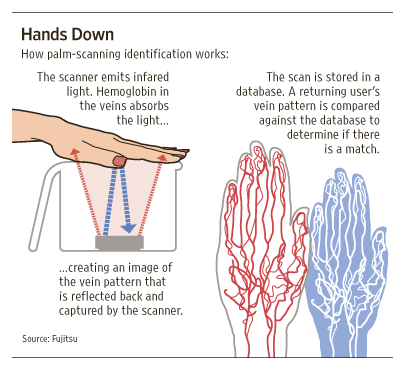 Hands Down
How palm-scanning identification works:
The scanner emits infared
light. Hemoglobin in
the veins absorbs
the light...
...creating an image of
the vein pattern that
is reflected back and
captured by the scanner.
The scan is stored in a
database. A returning user's
vein pattern is compared
against the database to
determine if there
is a match.
Source: Fujitsu